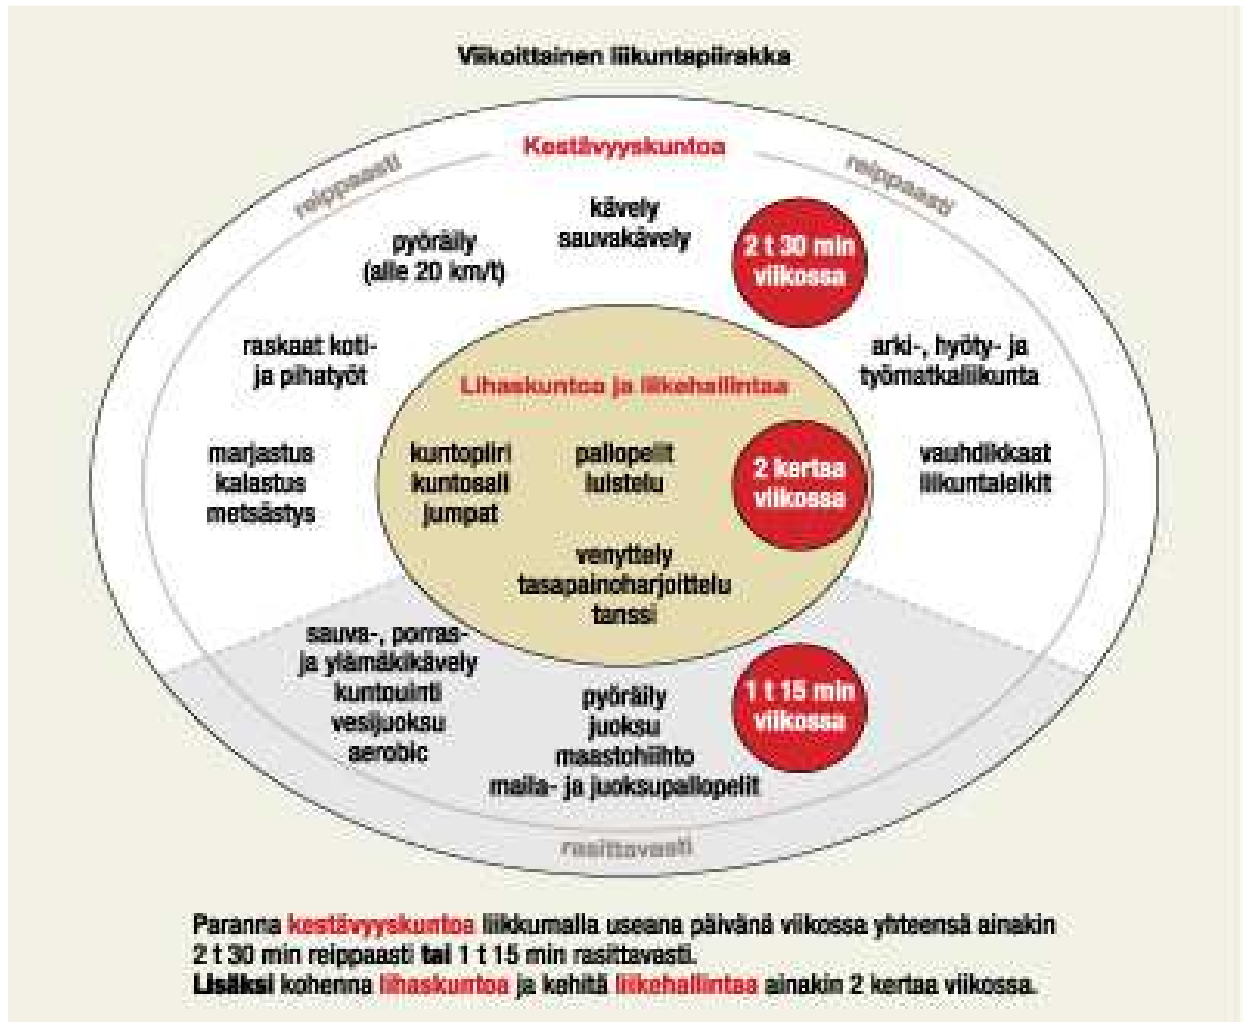 Viikoittainen liikuntapiirakka
Kestävyyskuntoa
reippaasti
reippaasti
kävely
sauvakävely
2 t 30 min
viikossa
pyöräily
(alle 20 km/t)
raskaat koti-
ja pihatyöt
arki-, hyöty- ja
työmatkaliikunta
marjastus
kalastus
metsästys
vauhdikkaat
liikuntaleikit
Lihaskuntoa ja liikehallintaa
kuntopiiri
kuntosali
jumpat
pallopelit
luistelu
2 kertaa
viikossa
venyttely
tasapainoharjoittelu
tanssi
sauva-, porras-
ja ylämäkikävely
kuntouinti
vesijuoksu
aerobic
pyöräily
juoksu
maastohiihto
maila- ja juoksupallopelit
1 t 15 min
viikossa
rasittavasti
Paranna kestävyyskuntoa liikkumalla useana päivänä viikossa yhteensä ainakin
2 t 30 min reippaasti tai 1 t 15 min rasittavasti.
Lisäksi kohenna lihaskuntoa ja kehitä liikehallintaa ainakin 2 kertaa viikossa.